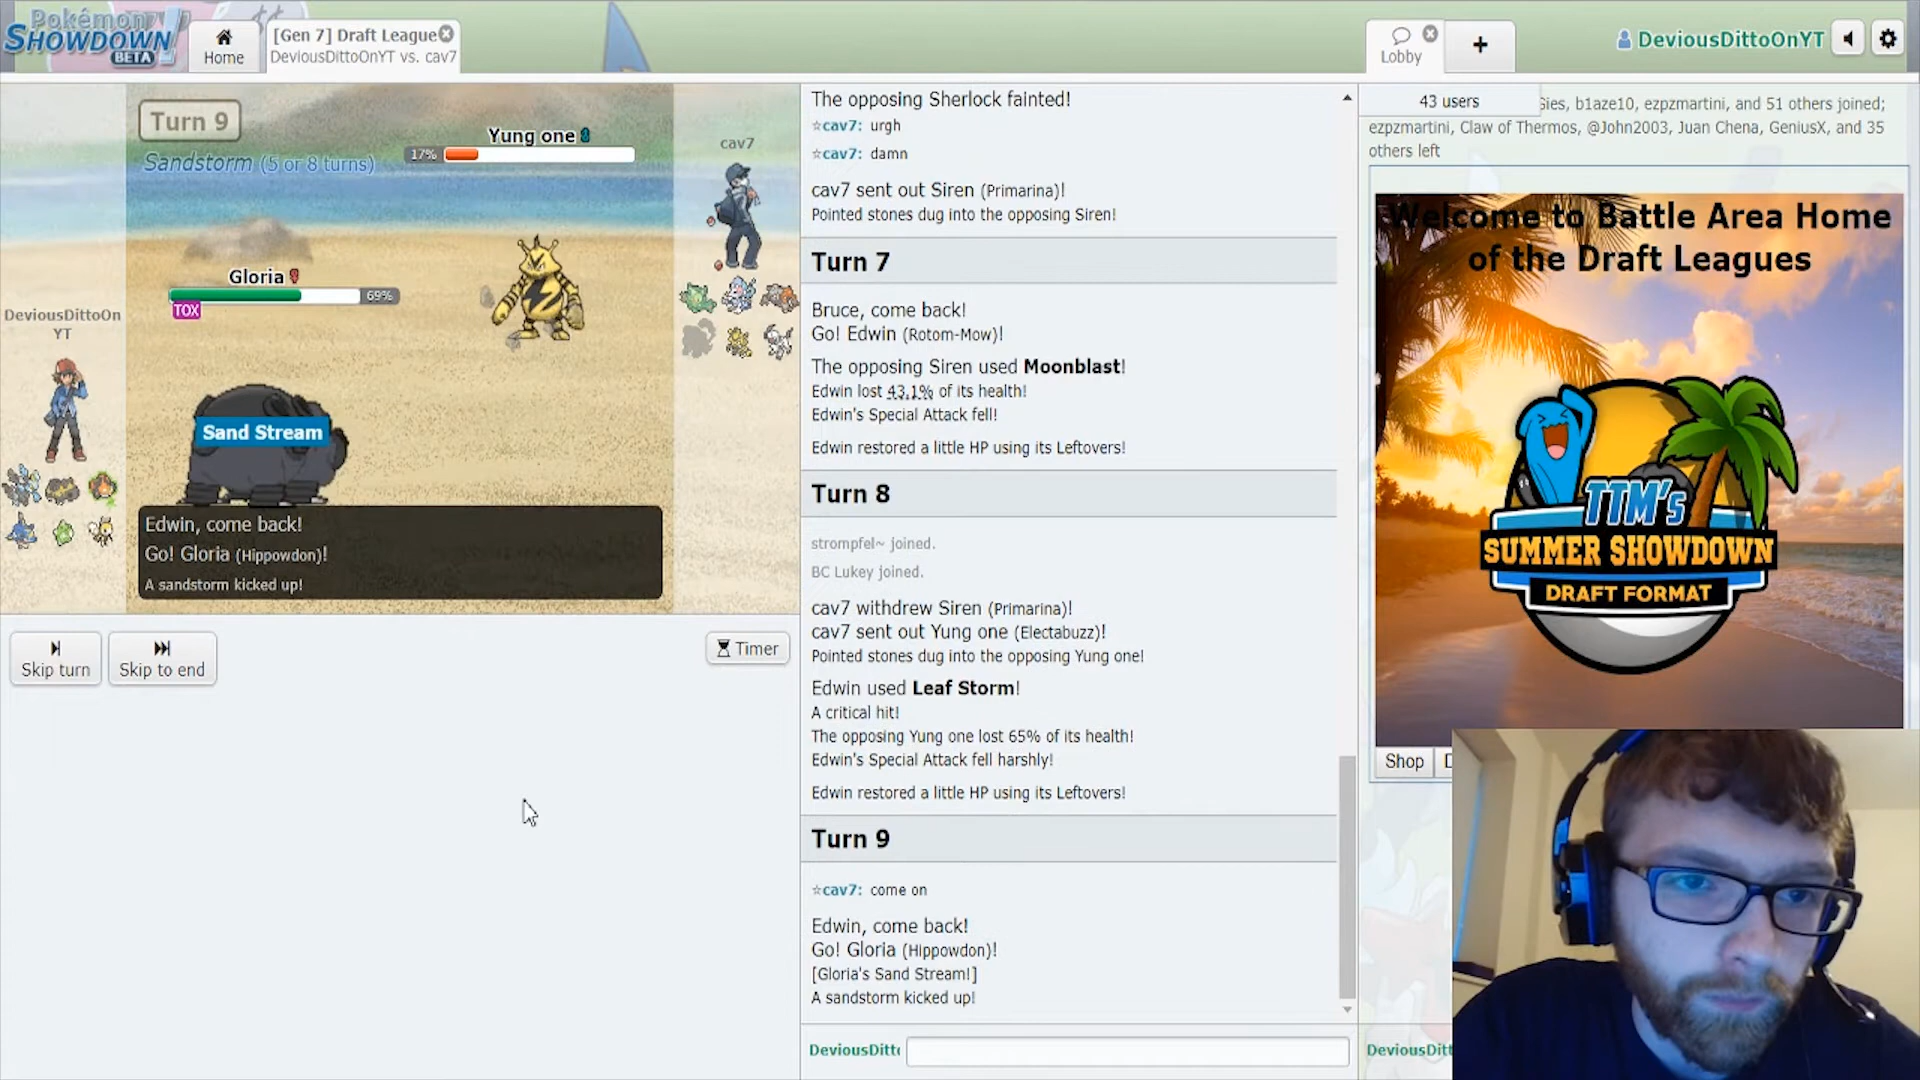 Pokémon
SHOWDOWN
BETA
Home
[Gen 7] Draft League
DeviousDittoOnYT vs. cav7
Lobby
+
DeviousDittoOnYT
Turn 9
Sandstorm (5 or 8 turns)
Yung one
17%
cav7
Gloria
69%
TOX
DeviousDittoOn
YT
Sand Stream
Edwin, come back!
Go! Gloria (Hippowdon)!
A sandstorm kicked up!
Skip turn
Skip to end
Timer
The opposing Sherlock fainted!
☆cav7: urgh
☆cav7: damn
cav7 sent out Siren (Primarina)!
Pointed stones dug into the opposing Siren!
Turn 7
Bruce, come back!
Go! Edwin (Rotom-Mow)!
The opposing Siren used Moonblast!
Edwin lost 43.1% of its health!
Edwin's Special Attack fell!
Edwin restored a little HP using its Leftovers!
Turn 8
strompfel~ joined.
BC Lukey joined.
cav7 withdrew Siren (Primarina)!
cav7 sent out Yung one (Electabuzz)!
Pointed stones dug into the opposing Yung one!
Edwin used Leaf Storm!
A critical hit!
The opposing Yung one lost 65% of its health!
Edwin's Special Attack fell harshly!
Edwin restored a little HP using its Leftovers!
Turn 9
☆cav7: come on
Edwin, come back!
Go! Gloria (Hippowdon)!
[Gloria's Sand Stream!]
A sandstorm kicked up!
DeviousDitt
43 users
Sies, b1aze10, ezpzmartini, and 51 others joined;
ezpzmartini, Claw of Thermos, @John2003, Juan Chena, GeniusX, and 35
others left
Welcome to Battle Area Home
of the Draft Leagues
TTM's
SUMMER SHOWDOWN
DRAFT FORMAT
Shop
DeviousDitt